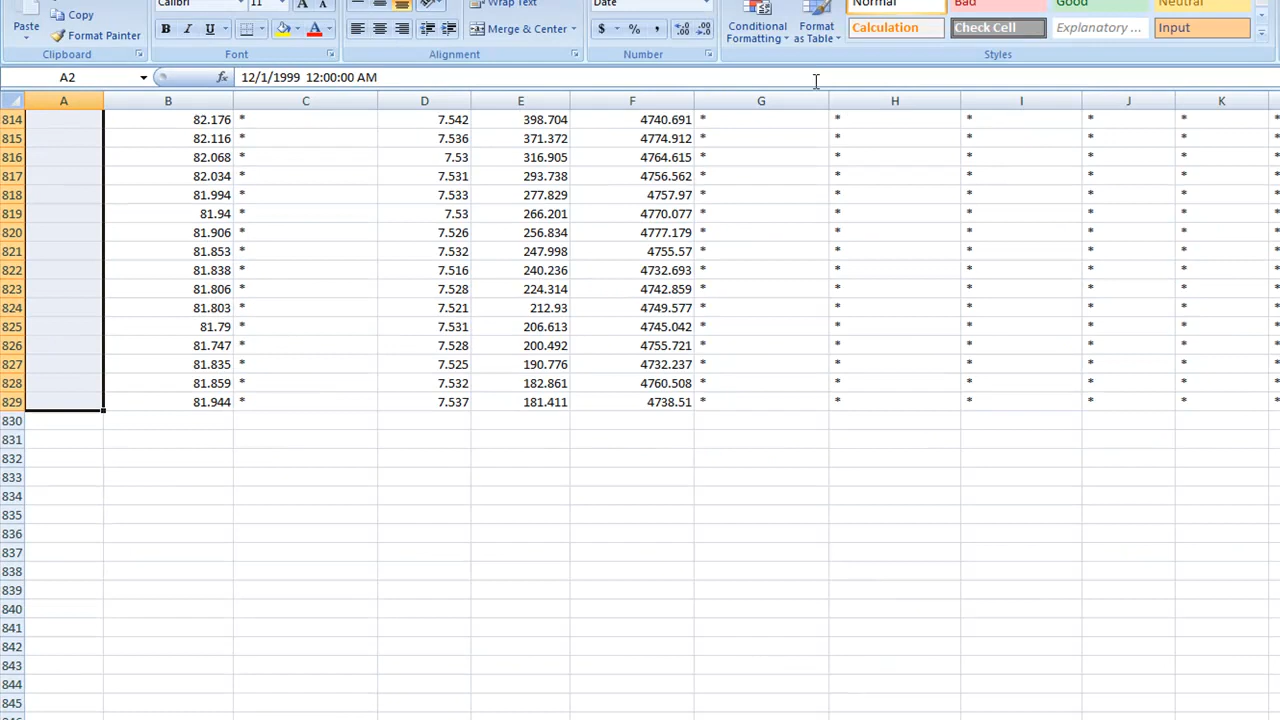 Calibri 11 Wrap Text Date Normal Bad Good Neutral
Paste Copy Format Painter B I U Merge & Center $ % , Conditional Formatting Format as Table Calculation Check Cell Explanatory ... Input
Clipboard Font Alignment Number Styles
A2 fx 12/1/1999 12:00:00 AM
A B C D E F G H I J K
814 82.176 * 7.542 398.704 4740.691 * * * * * *
815 82.116 * 7.536 371.372 4774.912 * * * * * *
816 82.068 * 7.53 316.905 4764.615 * * * * * *
817 82.034 * 7.531 293.738 4756.562 * * * * * *
818 81.994 * 7.533 277.829 4757.97 * * * * * *
819 81.94 * 7.53 266.201 4770.077 * * * * * *
820 81.906 * 7.526 256.834 4777.179 * * * * * *
821 81.853 * 7.532 247.998 4755.57 * * * * * *
822 81.838 * 7.516 240.236 4732.693 * * * * * *
823 81.806 * 7.528 224.314 4742.859 * * * * * *
824 81.803 * 7.521 212.93 4749.577 * * * * * *
825 81.79 * 7.531 206.613 4745.042 * * * * * *
826 81.747 * 7.528 200.492 4755.721 * * * * * *
827 81.835 * 7.525 190.776 4732.237 * * * * * *
828 81.859 * 7.532 182.861 4760.508 * * * * * *
829 81.944 * 7.537 181.411 4738.51 * * * * * *
830
831
832
833
834
835
836
837
838
839
840
841
842
843
844
845